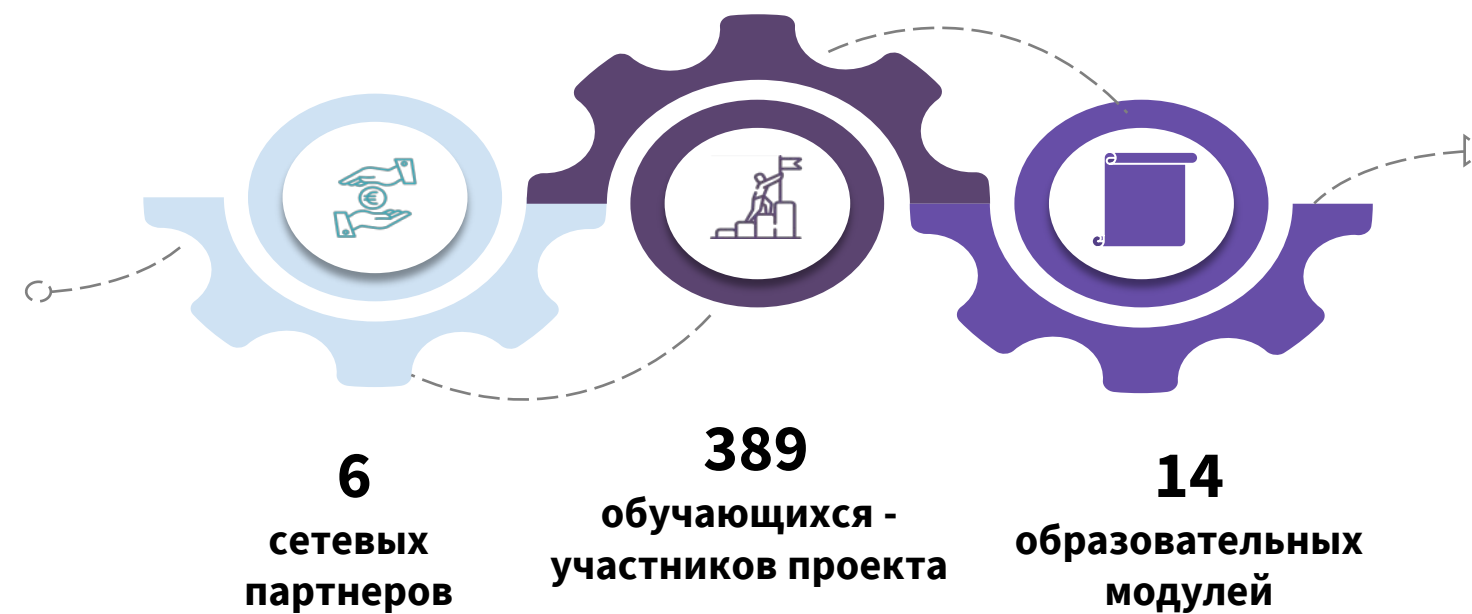 6
сетевых
партнеров
389
обучающихся -
участников проекта
14
образовательных
модулей